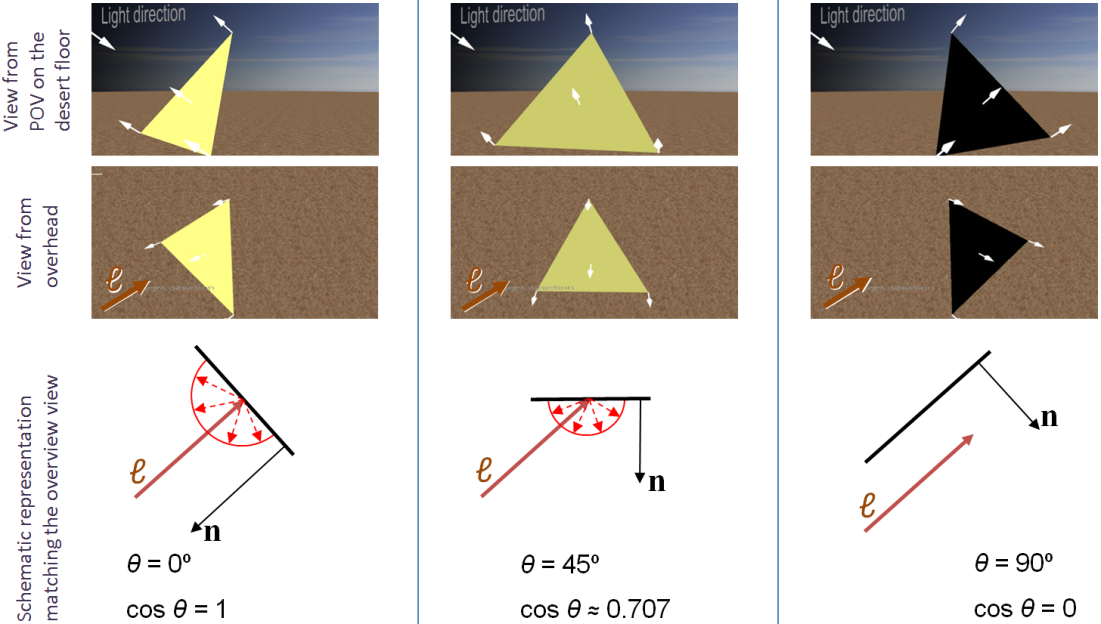 View from
POV on the
desert floor
Light direction
Light direction
Light direction
View from
overhead
ℓ
ℓ
ℓ
Schematic representation
matching the overview view
ℓ
n
θ = 0º
cos θ = 1
ℓ
n
θ = 45º
cos θ ≈ 0.707
ℓ
n
θ = 90º
cos θ = 0